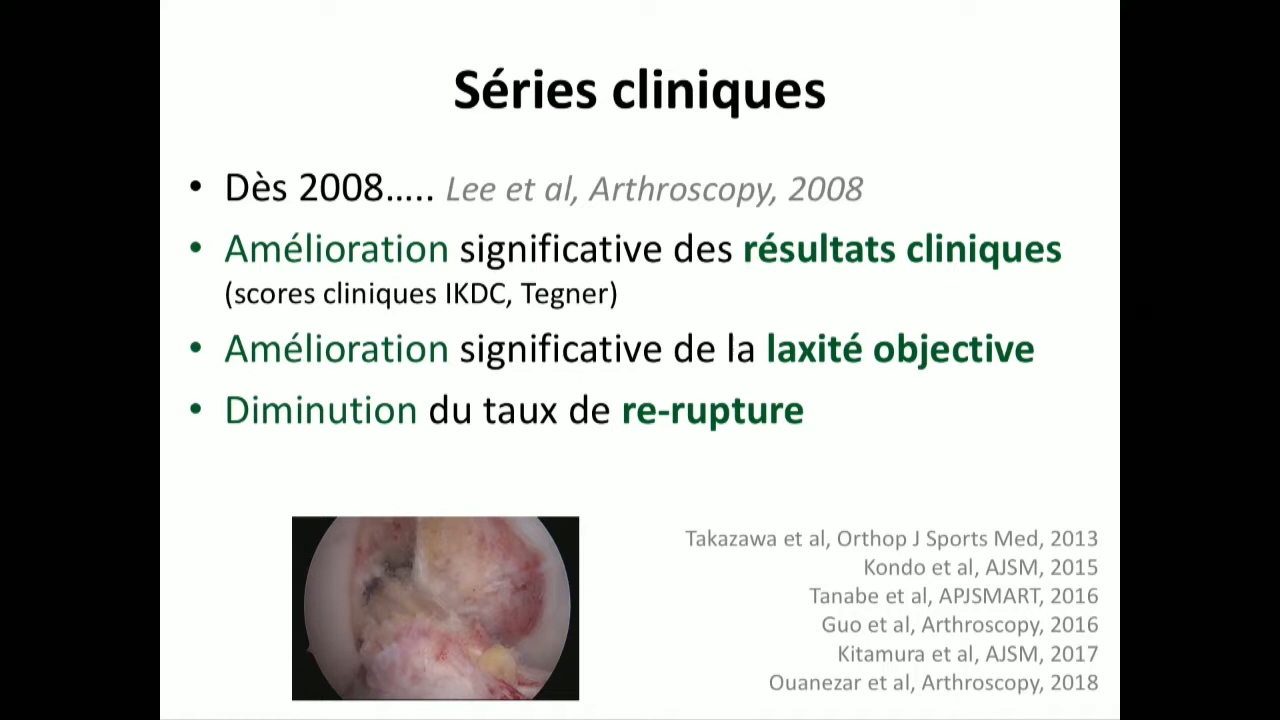 Séries cliniques
• Dès 2008….. Lee et al, Arthroscopy, 2008
• Amélioration significative des résultats cliniques
(scores cliniques IKDC, Tegner)
• Amélioration significative de la laxité objective
• Diminution du taux de re-rupture
Takazawa et al, Orthop J Sports Med, 2013
Kondo et al, AJSM, 2015
Tanabe et al, APJSMART, 2016
Guo et al, Arthroscopy, 2016
Kitamura et al, AJSM, 2017
Ouanezar et al, Arthroscopy, 2018